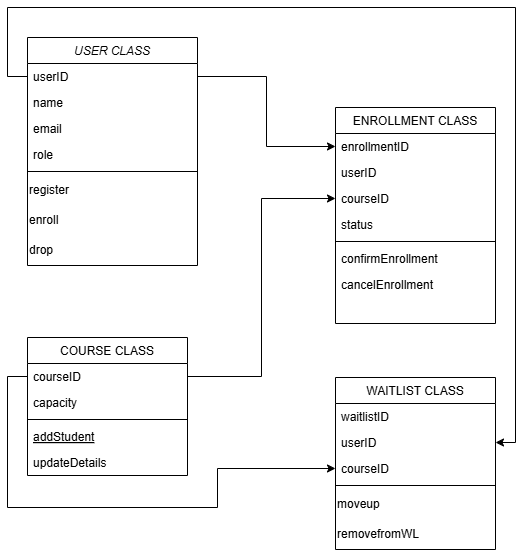 USER CLASS
userID
name
email
role
register
enroll
drop
ENROLLMENT CLASS
enrollmentID
userID
courseID
status
confirmEnrollment
cancelEnrollment
COURSE CLASS
courseID
capacity
addStudent
updateDetails
WAITLIST CLASS
waitlistID
userID
courseID
moveup
removefromWL